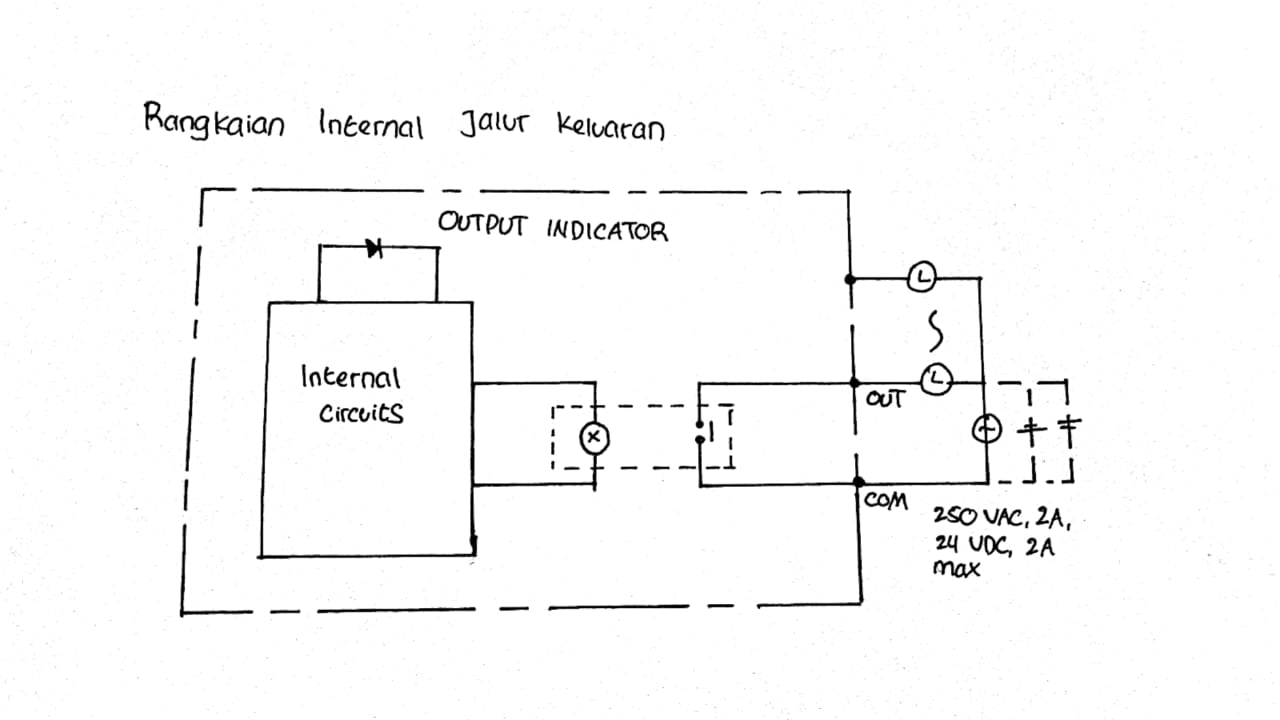 Rangkaian Internal Jalur Keluaran
OUTPUT INDICATOR
Internal
Circuits
L
L
OUT
COM
250 VAC, 2A,
24 VDC, 2A
max